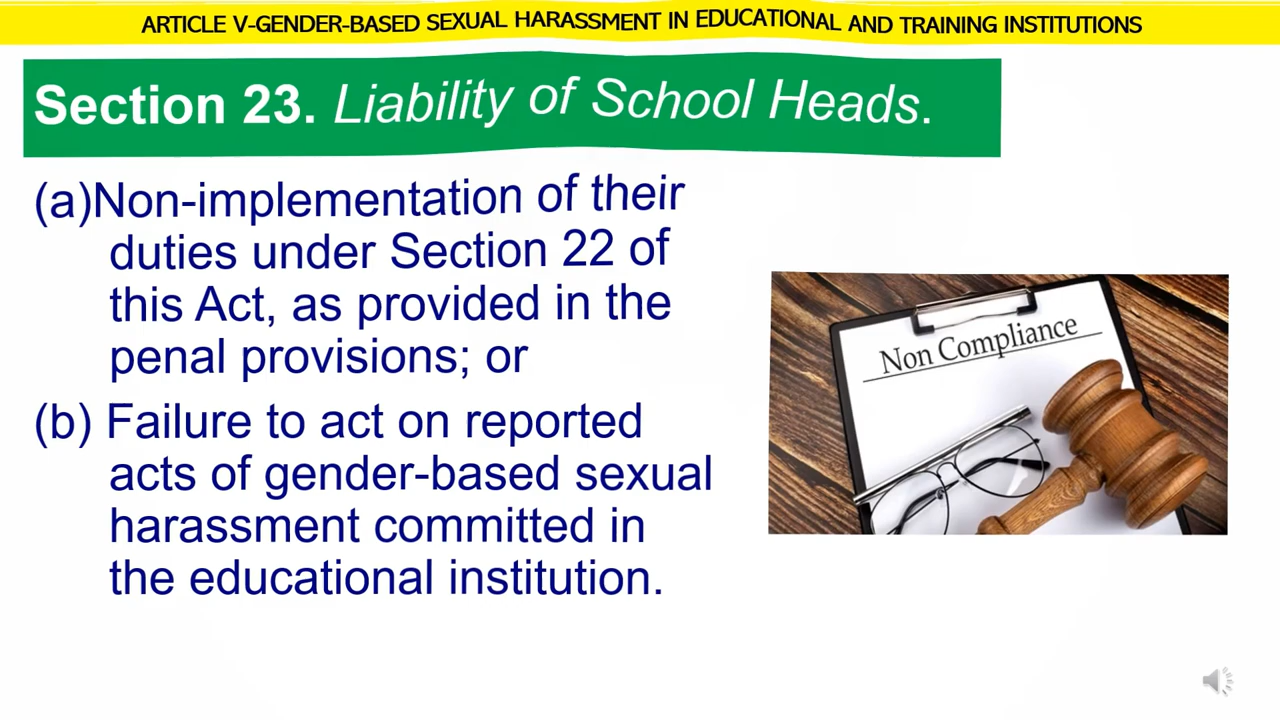 ARTICLE V-GENDER-BASED SEXUAL HARASSMENT IN EDUCATIONAL AND TRAINING INSTITUTIONS
Section 23. Liability of School Heads.
(a)Non-implementation of their
duties under Section 22 of
this Act, as provided in the
penal provisions; or
(b) Failure to act on reported
acts of gender-based sexual
harassment committed in
the educational institution.
Non Compliance